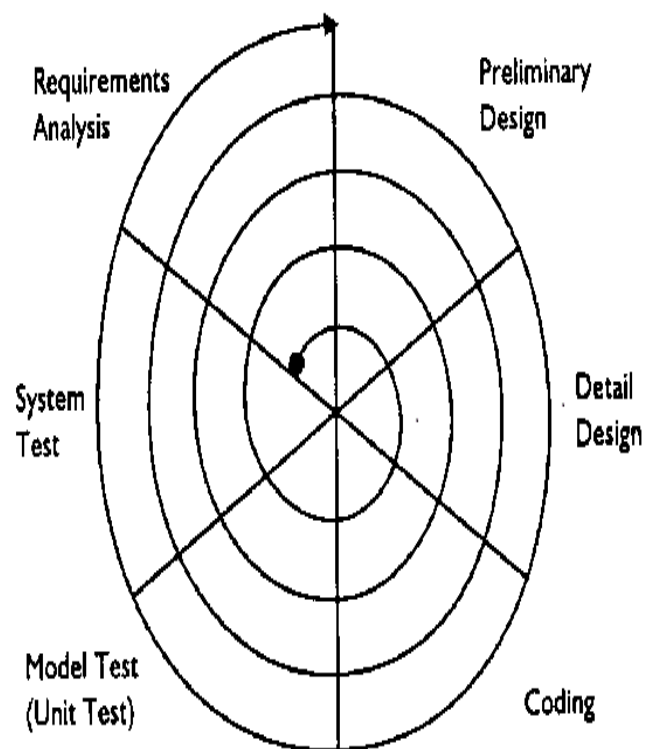 Requirements
Analysis
Preliminary
Design
System
Test
Detail
Design
Model Test
(Unit Test)
Coding